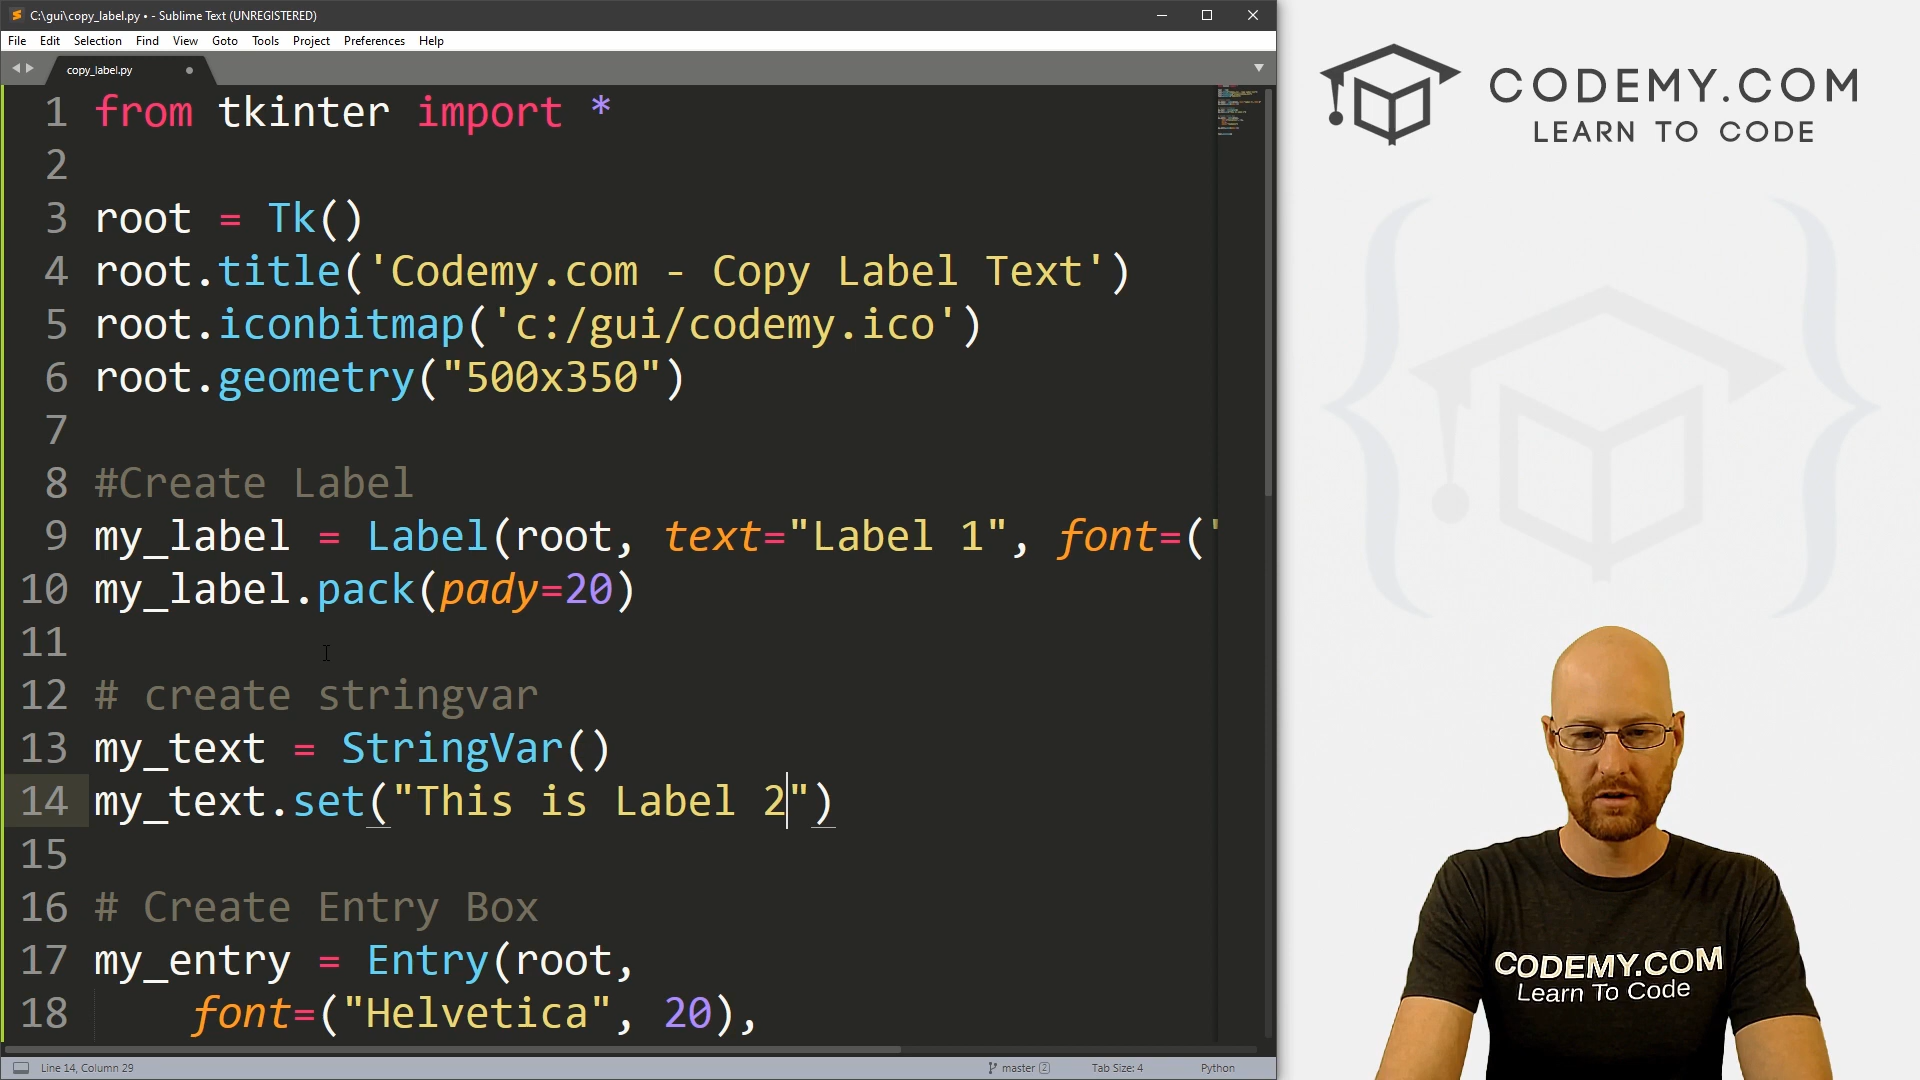 C:\gui\copy_label.py • - Sublime Text (UNREGISTERED)
File Edit Selection Find View Goto Tools Project Preferences Help
copy_label.py
1 from tkinter import *
2
3 root = Tk()
4 root.title('Codemy.com - Copy Label Text')
5 root.iconbitmap('c:/gui/codemy.ico')
6 root.geometry("500x350")
7
8 #Create Label
9 my_label = Label(root, text="Label 1", font=("
10 my_label.pack(pady=20)
11
12 # create stringvar
13 my_text = StringVar()
14 my_text.set("This is Label 2")
15
16 # Create Entry Box
17 my_entry = Entry(root,
18 font=("Helvetica", 20),
Line 14, Column 29
master 2
Tab Size: 4
Python
CODEMY.COM
LEARN TO CODE
CODEMY.COM
Learn To Code